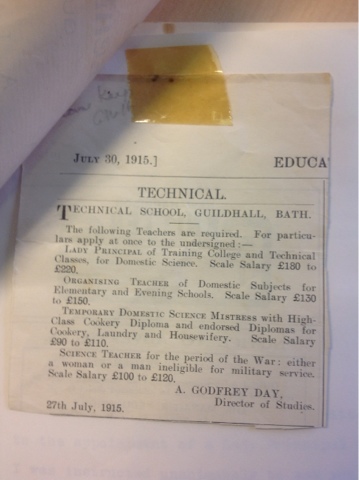 JULY 30, 1915.] EDUCA
TECHNICAL.
TECHNICAL SCHOOL, GUILDHALL, BATH.
The following Teachers are required. For particu-
lars apply at once to the undersigned :—
LADY PRINCIPAL of Training College and Technical
Classes, for Domestic Science. Scale Salary £180 to
£220.
ORGANISING TEACHER of Domestic Subjects for
Elementary and Evening Schools. Scale Salary £130
to £150.
TEMPORARY DOMESTIC SCIENCE MISTRESS with High-
Class Cookery Diploma and endorsed Diplomas for
Cookery, Laundry and Housewifery. Scale Salary
£90 to £110.
SCIENCE TEACHER for the period of the War: either
a woman or a man ineligible for military service.
Scale Salary £100 to £120.
A. GODFREY DAY,
27th July, 1915. Director of Studies.